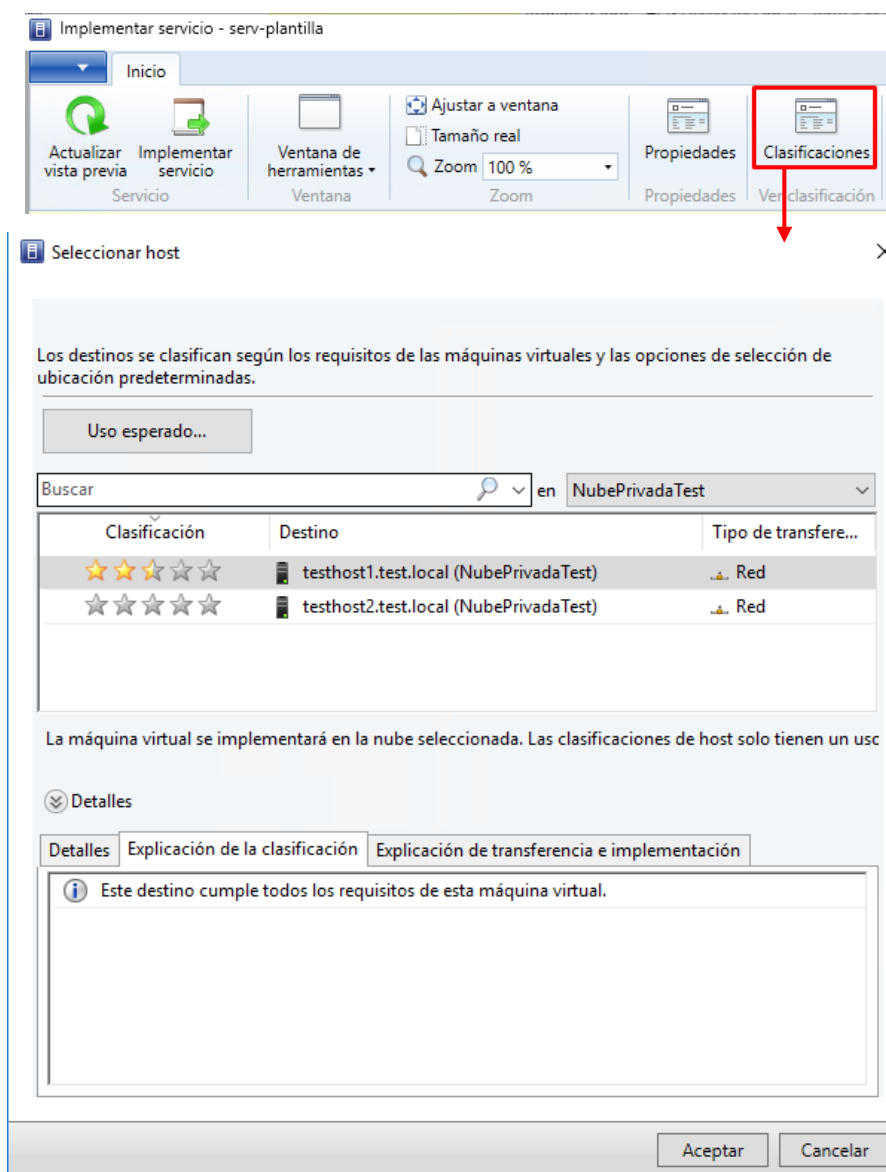 Implementar servicio - serv-plantilla
Inicio
Actualizar vista previa
Implementar servicio
Servicio
Ventana de herramientas
Ventana
Ajustar a ventana
Tamaño real
Zoom 100 %
Zoom
Propiedades
Propiedades
Clasificaciones
Ver clasificación
Seleccionar host
Los destinos se clasifican según los requisitos de las máquinas virtuales y las opciones de selección de
ubicación predeterminadas.
Uso esperado...
Buscar en NubePrivadaTest
Clasificación Destino Tipo de transfere...
testhost1.test.local (NubePrivadaTest) Red
testhost2.test.local (NubePrivadaTest) Red
La máquina virtual se implementará en la nube seleccionada. Las clasificaciones de host solo tienen un usc
Detalles
Detalles Explicación de la clasificación Explicación de transferencia e implementación
Este destino cumple todos los requisitos de esta máquina virtual.
Aceptar Cancelar